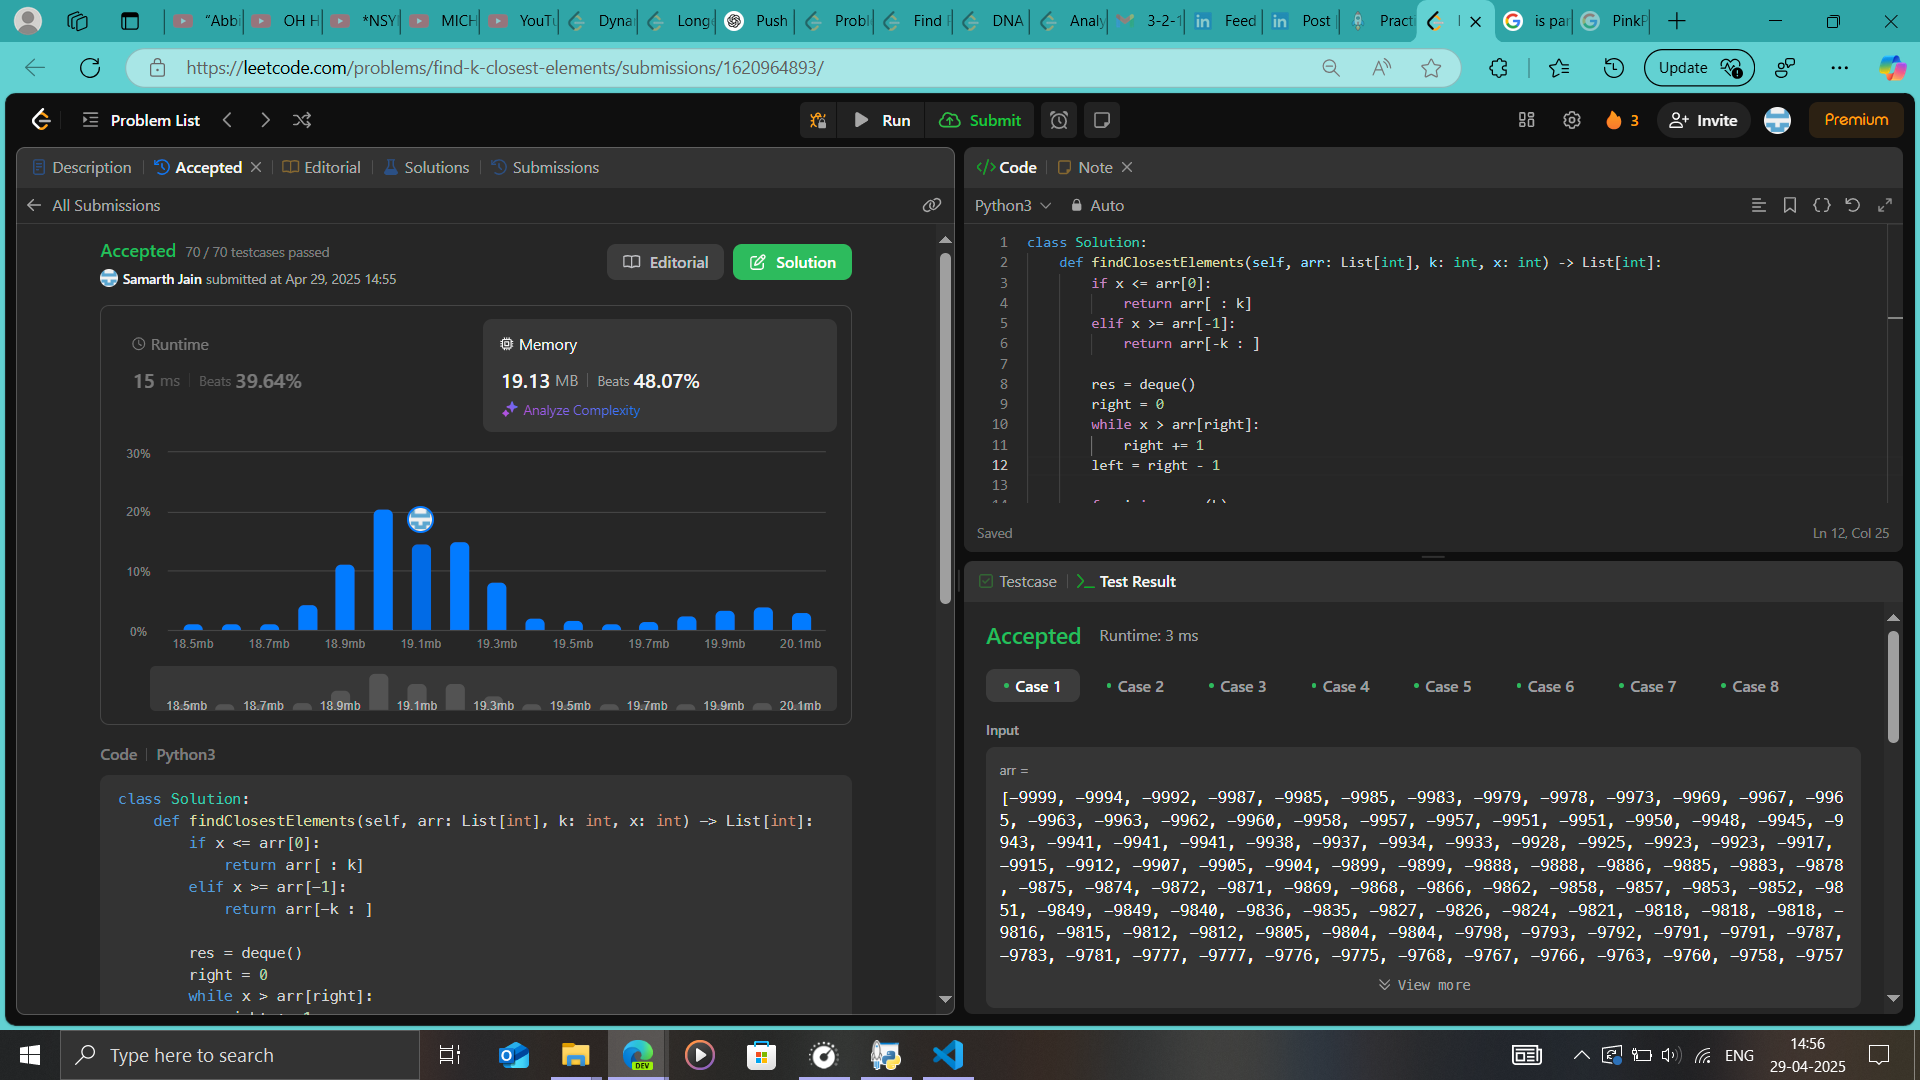 "Abbi
OH H
*NSY
MICH
YouTu
Dynar
Longe
Push
Proble
Find F
DNA
Analy
3-2-1
Feed
Post |
Practi
is par
PinkP
https://leetcode.com/problems/find-k-closest-elements/submissions/1620964893/
Update
Problem List
Run
Submit
3
Invite
Premium
Description
Accepted
Editorial
Solutions
Submissions
All Submissions
Accepted 70 / 70 testcases passed
Samarth Jain submitted at Apr 29, 2025 14:55
Editorial
Solution
Runtime
15 ms Beats 39.64%
Memory
19.13 MB Beats 48.07%
Analyze Complexity
30%
20%
10%
0%
18.5mb 18.7mb 18.9mb 19.1mb 19.3mb 19.5mb 19.7mb 19.9mb 20.1mb
18.5mb 18.7mb 18.9mb 19.1mb 19.3mb 19.5mb 19.7mb 19.9mb 20.1mb
Code Python3
class Solution:
def findClosestElements(self, arr: List[int], k: int, x: int) -> List[int]:
if x <= arr[0]:
return arr[ : k]
elif x >= arr[-1]:
return arr[-k : ]
res = deque()
right = 0
while x > arr[right]:
Code
Note
Python3
Auto
1 class Solution:
2 def findClosestElements(self, arr: List[int], k: int, x: int) -> List[int]:
3 if x <= arr[0]:
4 return arr[ : k]
5 elif x >= arr[-1]:
6 return arr[-k : ]
7
8 res = deque()
9 right = 0
10 while x > arr[right]:
11 right += 1
12 left = right - 1
13
Saved
Ln 12, Col 25
Testcase
Test Result
Accepted Runtime: 3 ms
Case 1
Case 2
Case 3
Case 4
Case 5
Case 6
Case 7
Case 8
Input
arr =
[-9999, -9994, -9992, -9987, -9985, -9985, -9983, -9979, -9978, -9973, -9969, -9967, -996
5, -9963, -9963, -9962, -9960, -9958, -9957, -9957, -9951, -9951, -9950, -9948, -9945, -9
943, -9941, -9941, -9941, -9938, -9937, -9934, -9933, -9928, -9925, -9923, -9923, -9917,
-9915, -9912, -9907, -9905, -9904, -9899, -9899, -9888, -9888, -9886, -9885, -9883, -9878
, -9875, -9874, -9872, -9871, -9869, -9868, -9866, -9862, -9858, -9857, -9853, -9852, -98
51, -9849, -9849, -9840, -9836, -9835, -9827, -9826, -9824, -9821, -9818, -9818, -9818, -
9816, -9815, -9812, -9812, -9805, -9804, -9804, -9798, -9793, -9792, -9791, -9791, -9787,
-9783, -9781, -9777, -9777, -9776, -9775, -9768, -9767, -9766, -9763, -9760, -9758, -9757
View more
Type here to search
DEV
ENG
14:56
29-04-2025